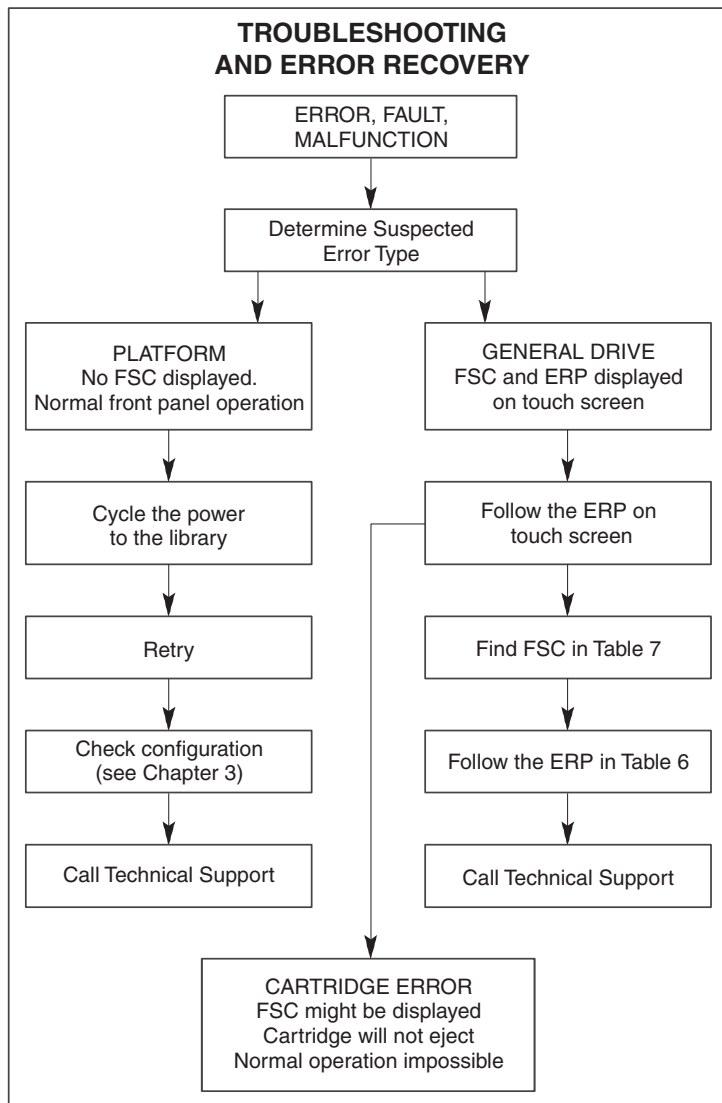 TROUBLESHOOTING
AND ERROR RECOVERY
ERROR, FAULT,
MALFUNCTION
Determine Suspected
Error Type
PLATFORM
No FSC displayed.
Normal front panel operation
GENERAL DRIVE
FSC and ERP displayed
on touch screen
Cycle the power
to the library
Follow the ERP on
touch screen
Retry
Find FSC in Table 7
Check configuration
(see Chapter 3)
Follow the ERP in Table 6
Call Technical Support
Call Technical Support
CARTRIDGE ERROR
FSC might be displayed
Cartridge will not eject
Normal operation impossible